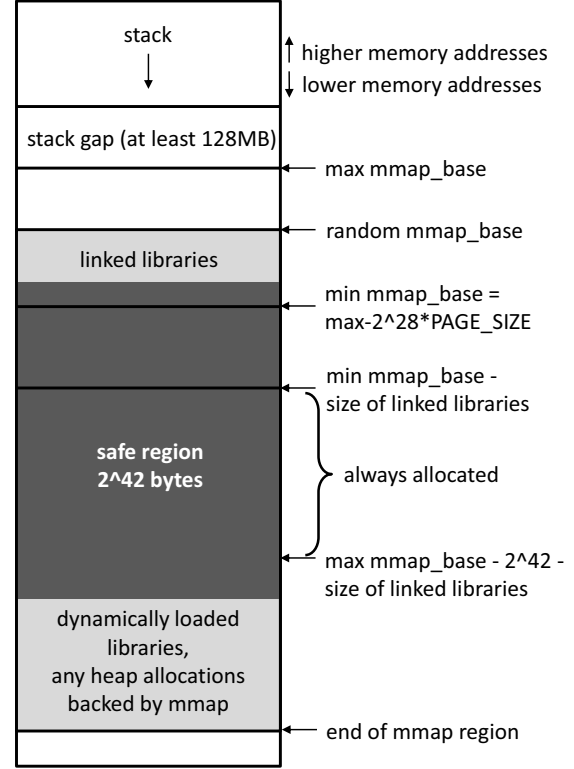 stack
higher memory addresses
lower memory addresses
stack gap (at least 128MB)
max mmap_base
random mmap_base
linked libraries
min mmap_base =
max-2^28*PAGE_SIZE
min mmap_base -
size of linked libraries
safe region
2^42 bytes
always allocated
max mmap_base - 2^42 -
size of linked libraries
dynamically loaded
libraries,
any heap allocations
backed by mmap
end of mmap region